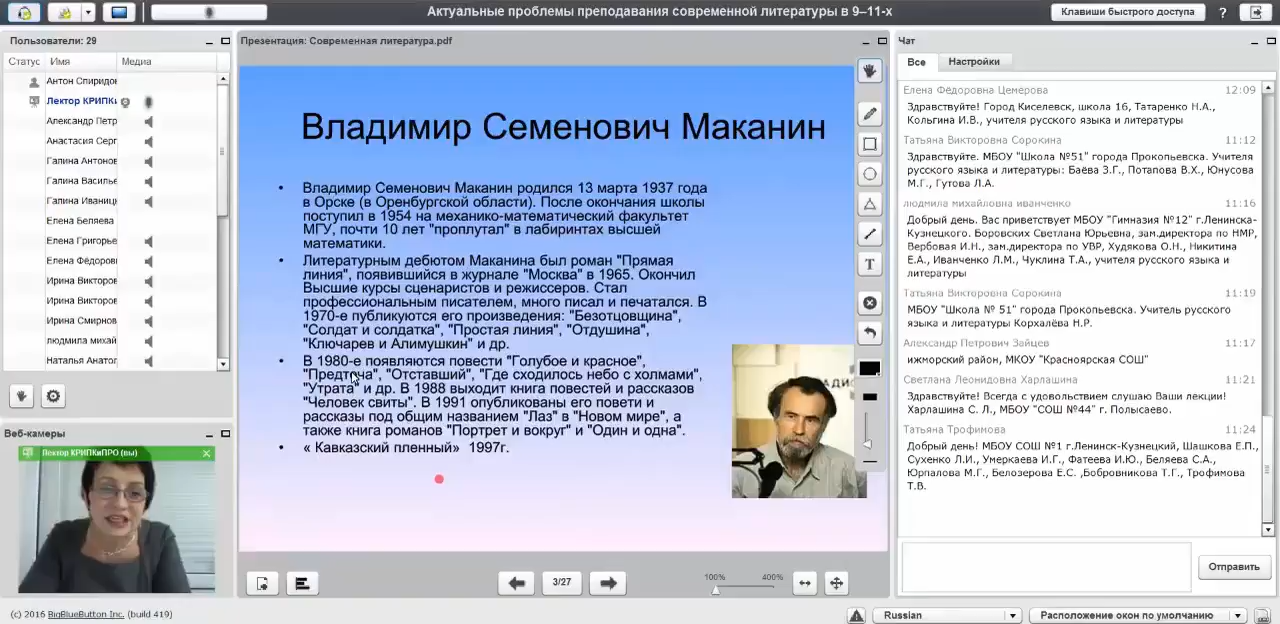 Актуальные проблемы преподавания современной литературы в 9–11-х
Клавиши быстрого доступа
?
Пользователи: 29
Статус Имя Медиа
Антон Спиридон
Лектор КРИПКи
Александр Петр
Анастасия Серг
Галина Антонов
Галина Василье
Галина Иваниц
Елена Беляева
Елена Григорье
Елена Фёдоровн
Ирина Викторов
Ирина Викторов
Ирина Смирнов
людмила михай
Наталья Анатол
Веб-камеры
Лектор КРИПКиПРО (вы)
Презентация: Современная литература.pdf
Владимир Семенович Маканин
• Владимир Семенович Маканин родился 13 марта 1937 года
в Орске (в Оренбургской области). После окончания школы
поступил в 1954 на механико-математический факультет
МГУ, почти 10 лет "проплутал" в лабиринтах высшей
математики.
• Литературным дебютом Маканина был роман "Прямая
линия", появившийся в журнале "Москва" в 1965. Окончил
Высшие курсы сценаристов и режиссеров. Стал
профессиональным писателем, много писал и печатался. В
1970-е публикуются его произведения: "Безотцовщина",
"Солдат и солдатка", "Простая линия", "Отдушина",
"Ключарев и Алимушкин" и др.
• В 1980-е появляются повести "Голубое и красное",
"Предтеча", "Отставший", "Где сходилось небо с холмами",
"Утрата" и др. В 1988 выходит книга повестей и рассказов
"Человек свиты". В 1991 опубликованы его повети и
рассказы под общим названием "Лаз" в "Новом мире", а
также книга романов "Портрет и вокруг" и "Один и одна".
• « Кавказский пленный» 1997г.
T
3/27
100% 400%
Чат
Все Настройки
Елена Фёдоровна Цемерова 12:09
Здравствуйте! Город Киселевск, школа 16, Татаренко Н.А.,
Кольгина И.В., учителя русского языка и литературы
Татьяна Викторовна Сорокина 11:12
Здравствуйте. МБОУ "Школа №51" города Прокопьевска. Учителя
русского языка и литературы: Баёва З.Г., Потапова В.Х., Юнусова
М.Г., Гутова Л.А.
людмила михайловна иванченко 11:16
Добрый день. Вас приветствует МБОУ "Гимназия №12" г.Ленинска-
Кузнецкого. Боровских Светлана Юрьевна, зам.директора по НМР,
Вербовая И.Н., зам.директора по УВР, Худякова О.Н., Никитина
Е.А., Иванченко Л.М., Чуклина Т.А., учителя русского языка и
литературы
Татьяна Викторовна Сорокина 11:19
МБОУ "Школа № 51" города Прокопьевска. Учитель русского
языка и литературы Корхалёва Н.Р.
Александр Петрович Зайцев 11:17
ижморский район, МКОУ "Красноярская СОШ"
Светлана Леонидовна Харлашина 11:21
Здравствуйте! Всегда с удовольствием слушаю Ваши лекции!
Харлашина С. Л., МБОУ "СОШ №44" г. Полысаево.
Татьяна Трофимова 11:24
Добрый день! МБОУ СОШ №1 г.Ленинск-Кузнецкий, Шашкова Е.П.,
Сухенко Л.И., Умеркаева И.Г., Фатеева И.Ю., Беляева С.А.,
Юрпалова М.Г., Белозерова Е.С. ,Бобровникова Т.Г., Трофимова
Т.В.
Отправить
(c) 2016 BigBlueButton Inc. (build 419)
Russian
Расположение окон по умолчанию